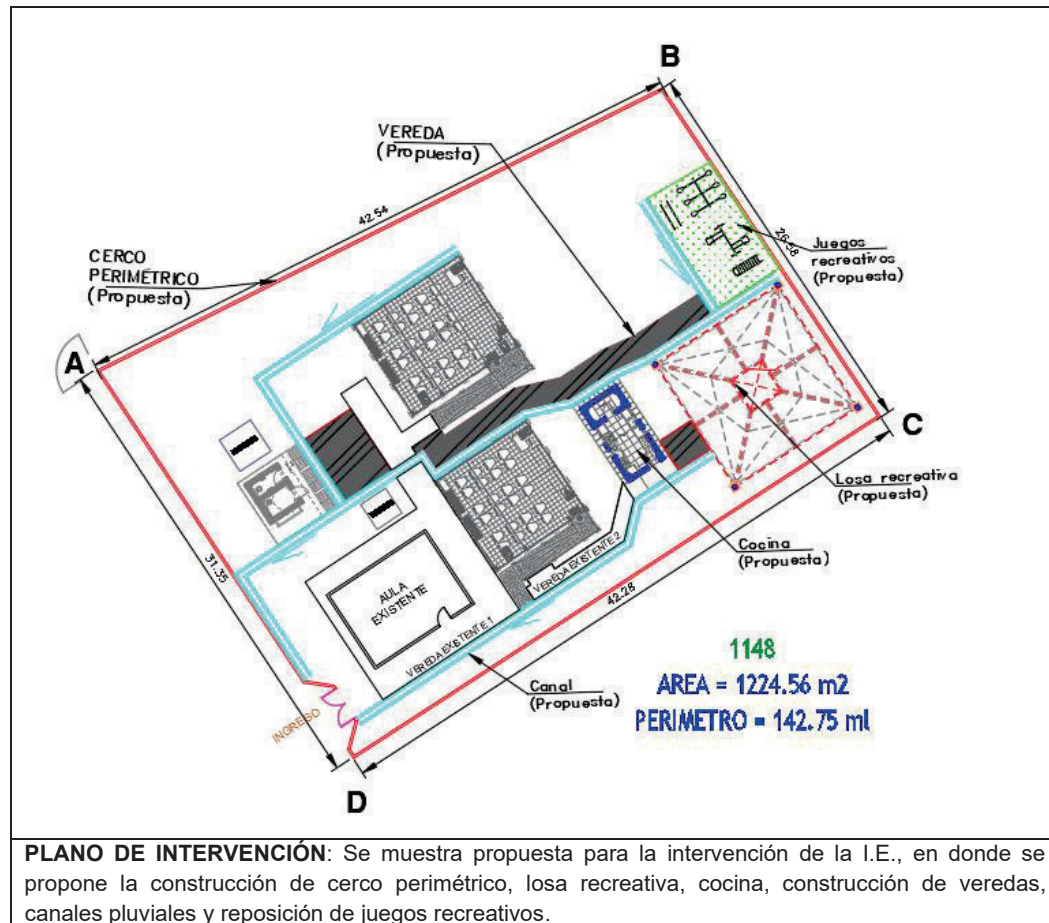 B
VEREDA
(Propuesta)
42.54
CERCO
PERIMÉTRICO
(Propuesta)
26.58
Juegos
recreativos
(Propuesta)
A
C
Losa recreativa
(Propuesta)
Cocina
(Propuesta)
31.35
AULA
EXISTENTE
VEREDA EXISTENTE 2
VEREDA EXISTENTE 1
42.28
1148
AREA = 1224.56 m2
PERIMETRO = 142.75 ml
Canal
(Propuesta)
INGRESO
D
PLANO DE INTERVENCIÓN: Se muestra propuesta para la intervención de la I.E., en donde se
propone la construcción de cerco perimétrico, losa recreativa, cocina, construcción de veredas,
canales pluviales y reposición de juegos recreativos.